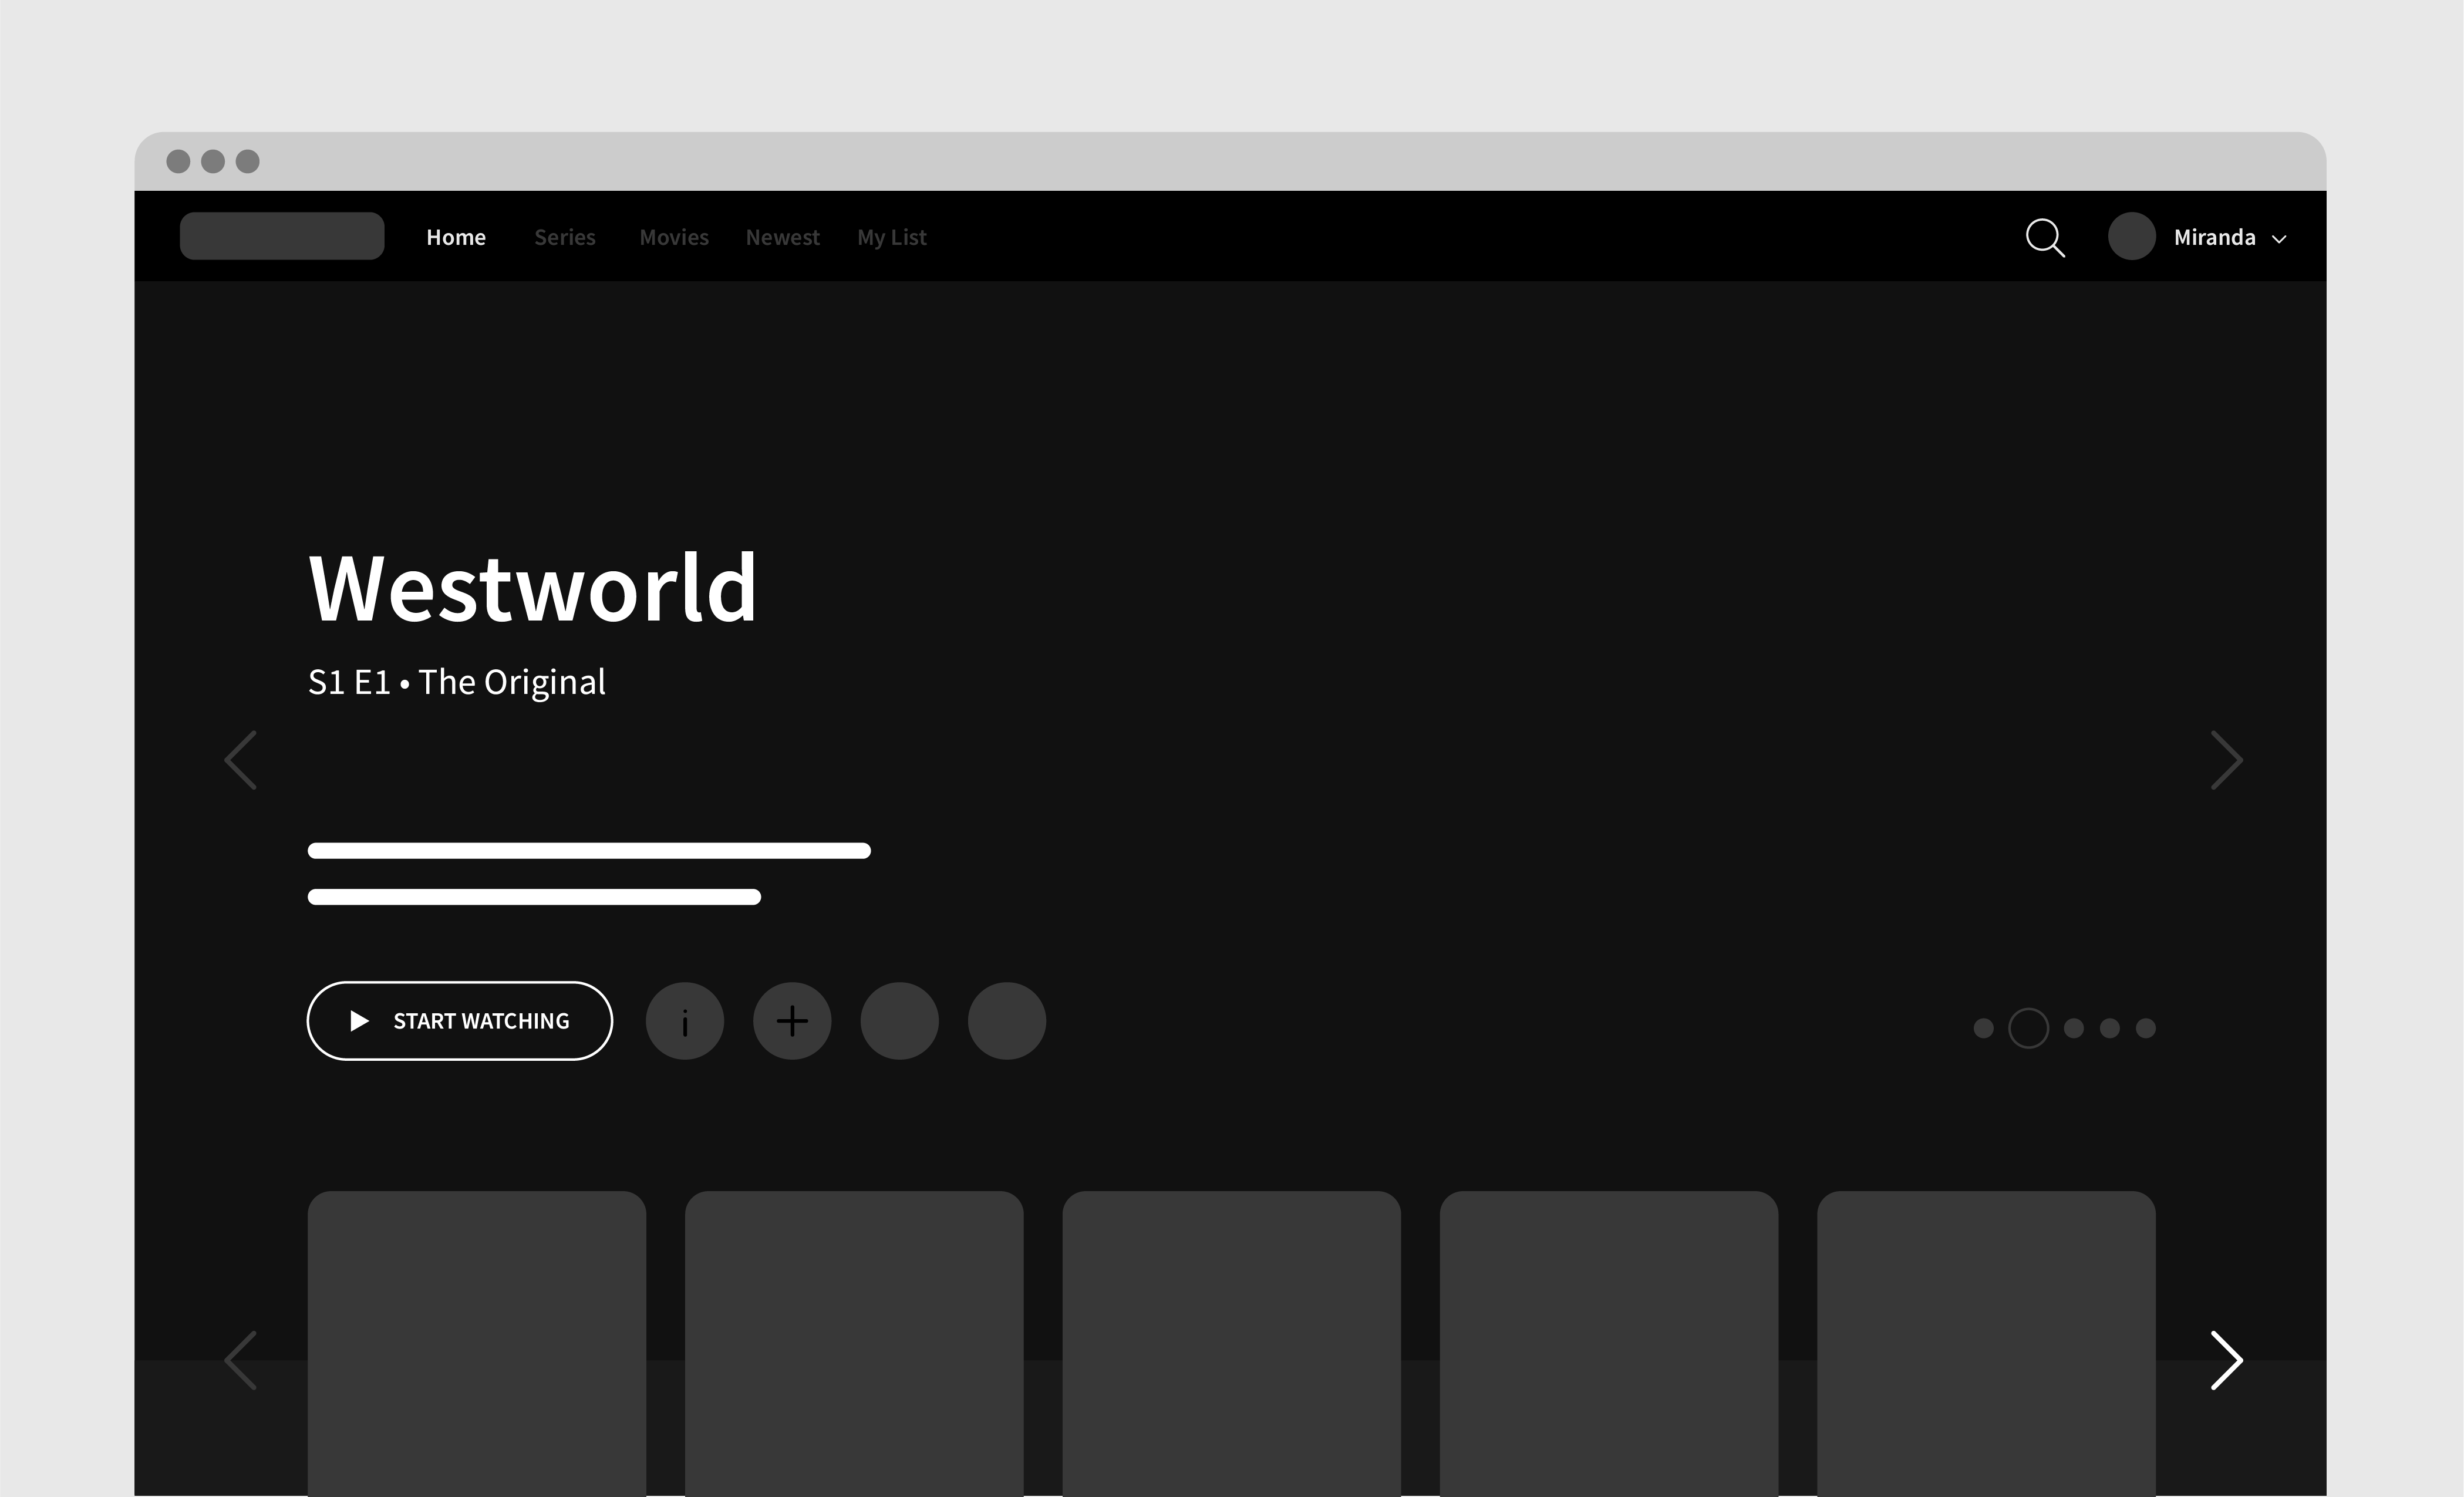 Home Series Movies Newest My List Miranda
Westworld
S1 E1 • The Original
START WATCHING i